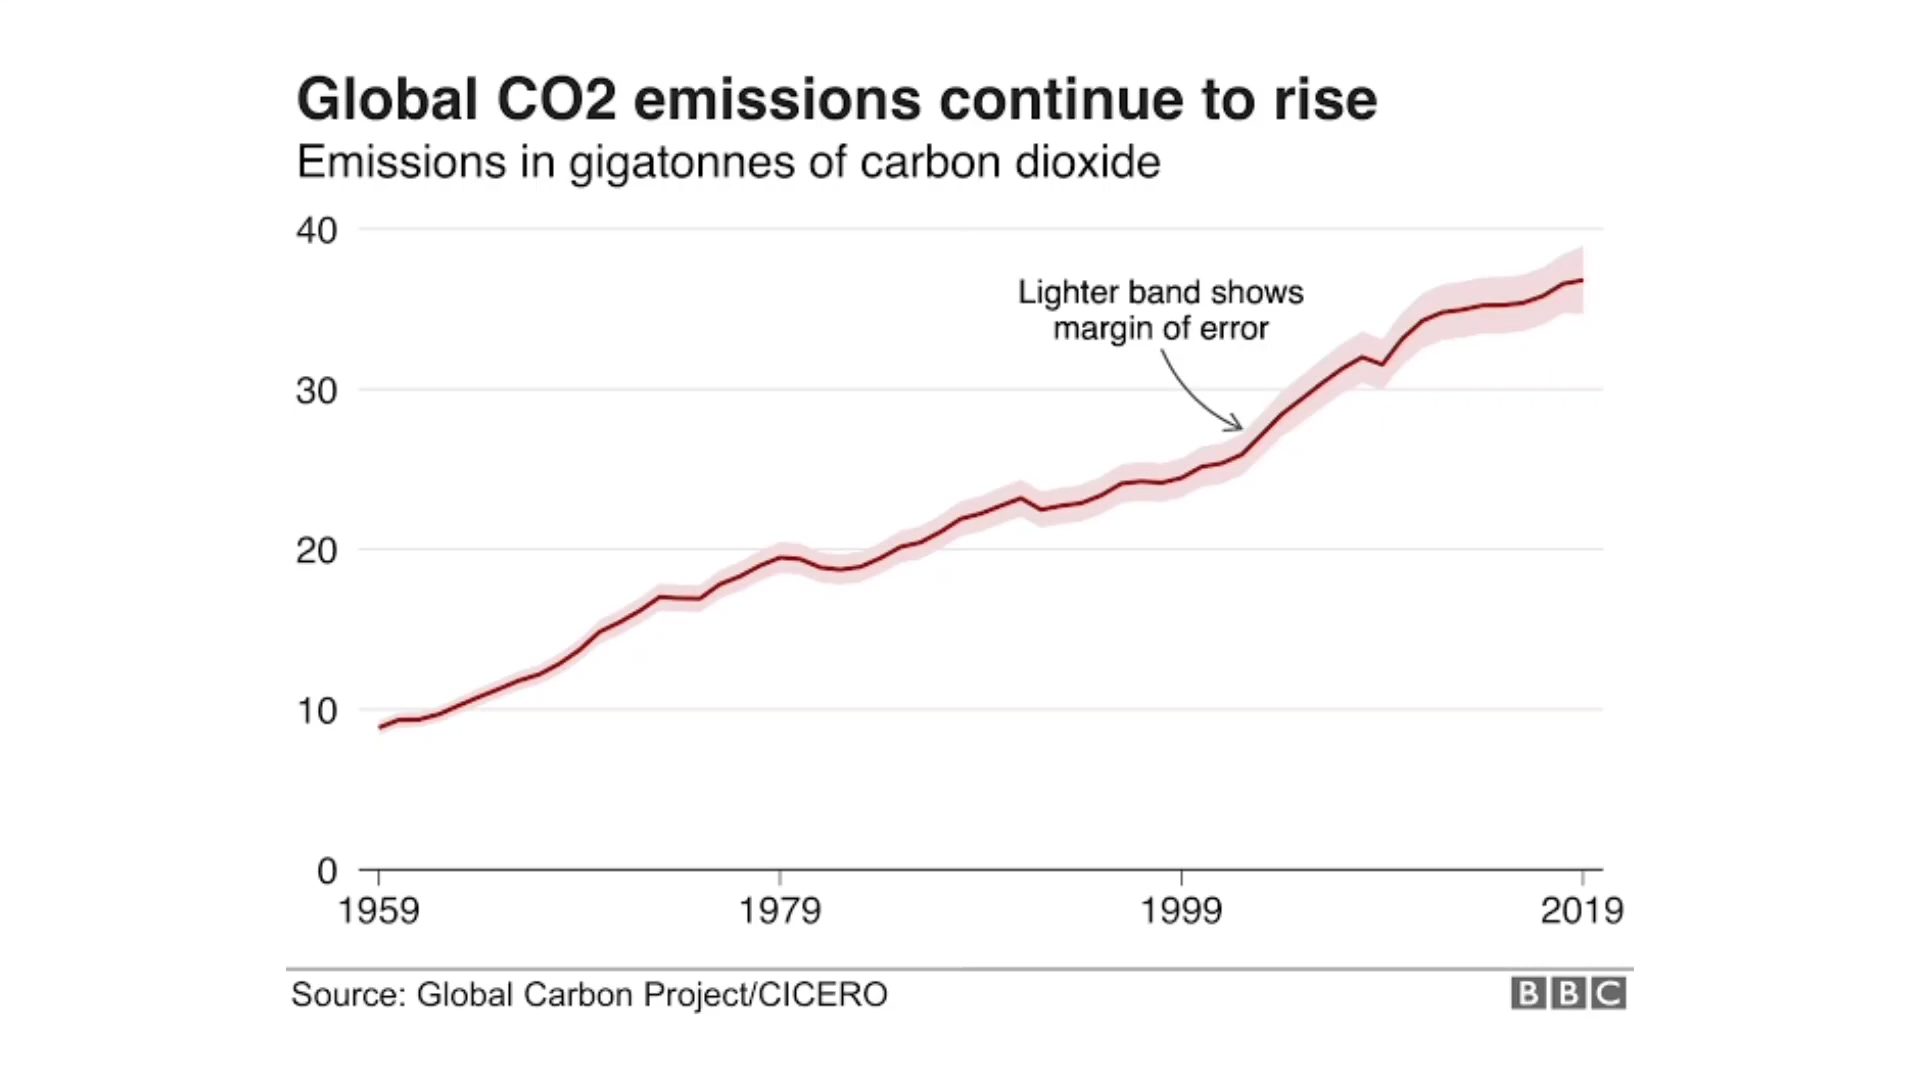 Global CO2 emissions continue to rise
Emissions in gigatonnes of carbon dioxide
40
Lighter band shows
margin of error
30
20
10
0
1959 1979 1999 2019
Source: Global Carbon Project/CICERO
BBC